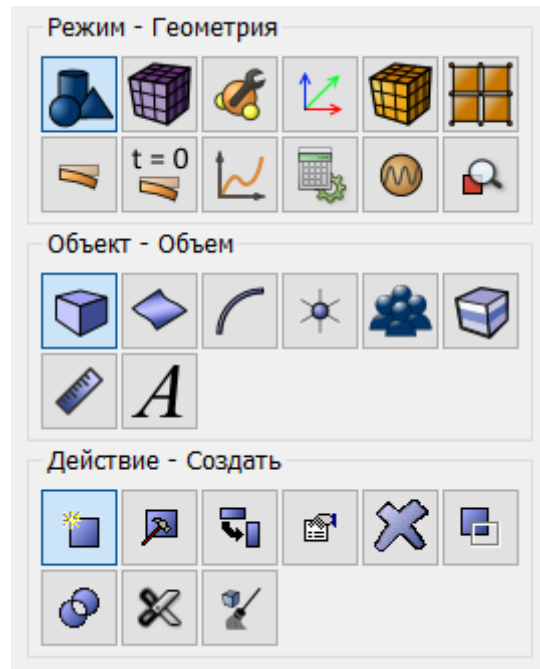 Режим - Геометрия
t = 0
Объект - Объем
A
Действие - Создать